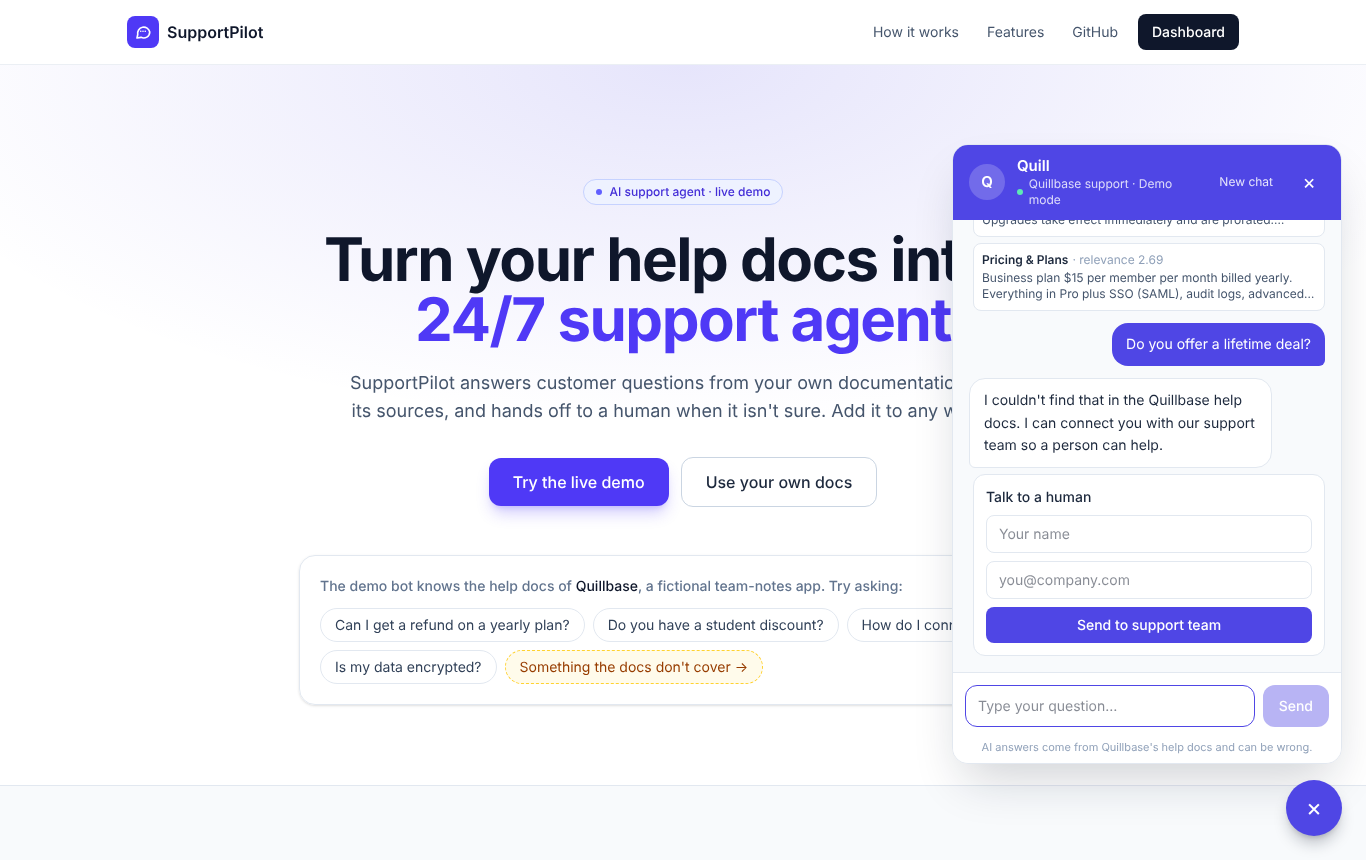 SupportPilot
How it works
Features
GitHub
Dashboard
AI support agent · live demo
Turn your help docs int
24/7 support agent
SupportPilot answers customer questions from your own documentatio
its sources, and hands off to a human when it isn't sure. Add it to any w
Try the live demo
Use your own docs
The demo bot knows the help docs of Quillbase, a fictional team-notes app. Try asking:
Can I get a refund on a yearly plan?
Do you have a student discount?
How do I conn
Is my data encrypted?
Something the docs don't cover →
Q
Quill
Quillbase support · Demo
mode
New chat
Upgrades take effect immediately and are prorated....
Pricing & Plans · relevance 2.69
Business plan $15 per member per month billed yearly.
Everything in Pro plus SSO (SAML), audit logs, advanced...
Do you offer a lifetime deal?
I couldn't find that in the Quillbase help
docs. I can connect you with our support
team so a person can help.
Talk to a human
Your name
you@company.com
Send to support team
Type your question...
Send
AI answers come from Quillbase's help docs and can be wrong.